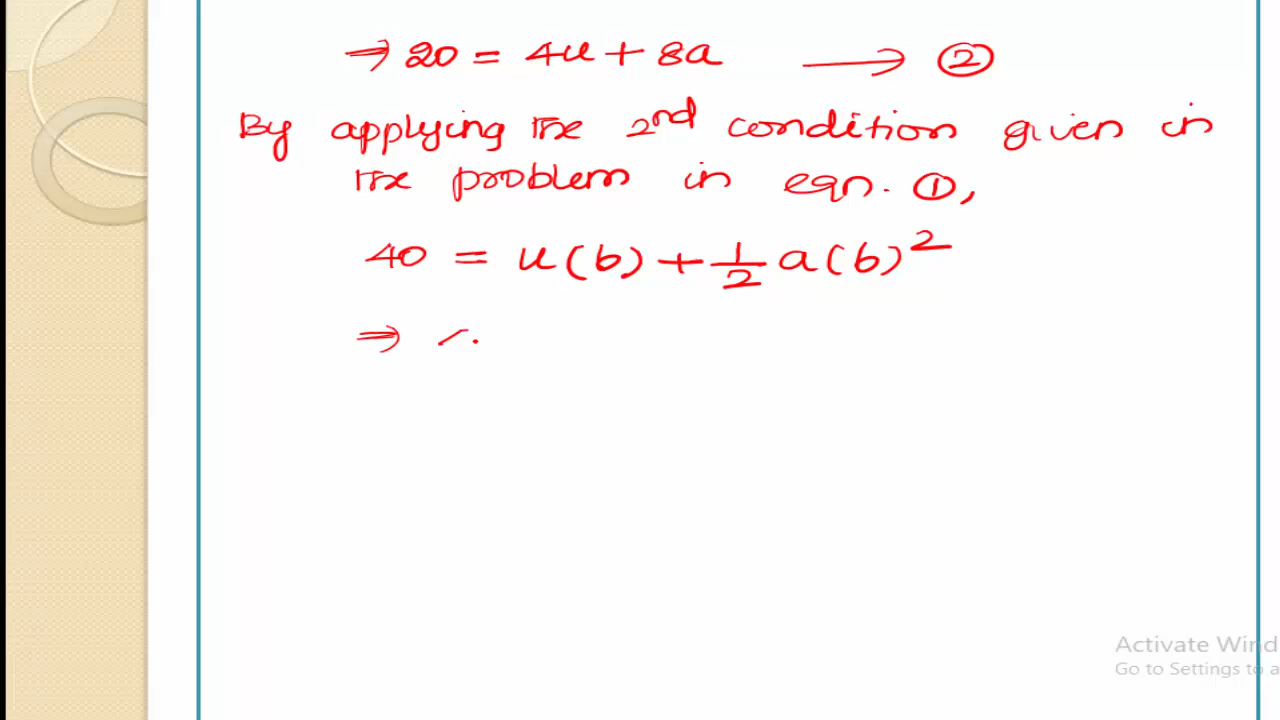 ⇒ 20 = 4u + 8a ⟶ ②
By applying the 2nd condition given in
the problem in eqn. ①,
40 = u(6) + 1/2 a(6)^2
⇒
Activate Wind
Go to Settings to a